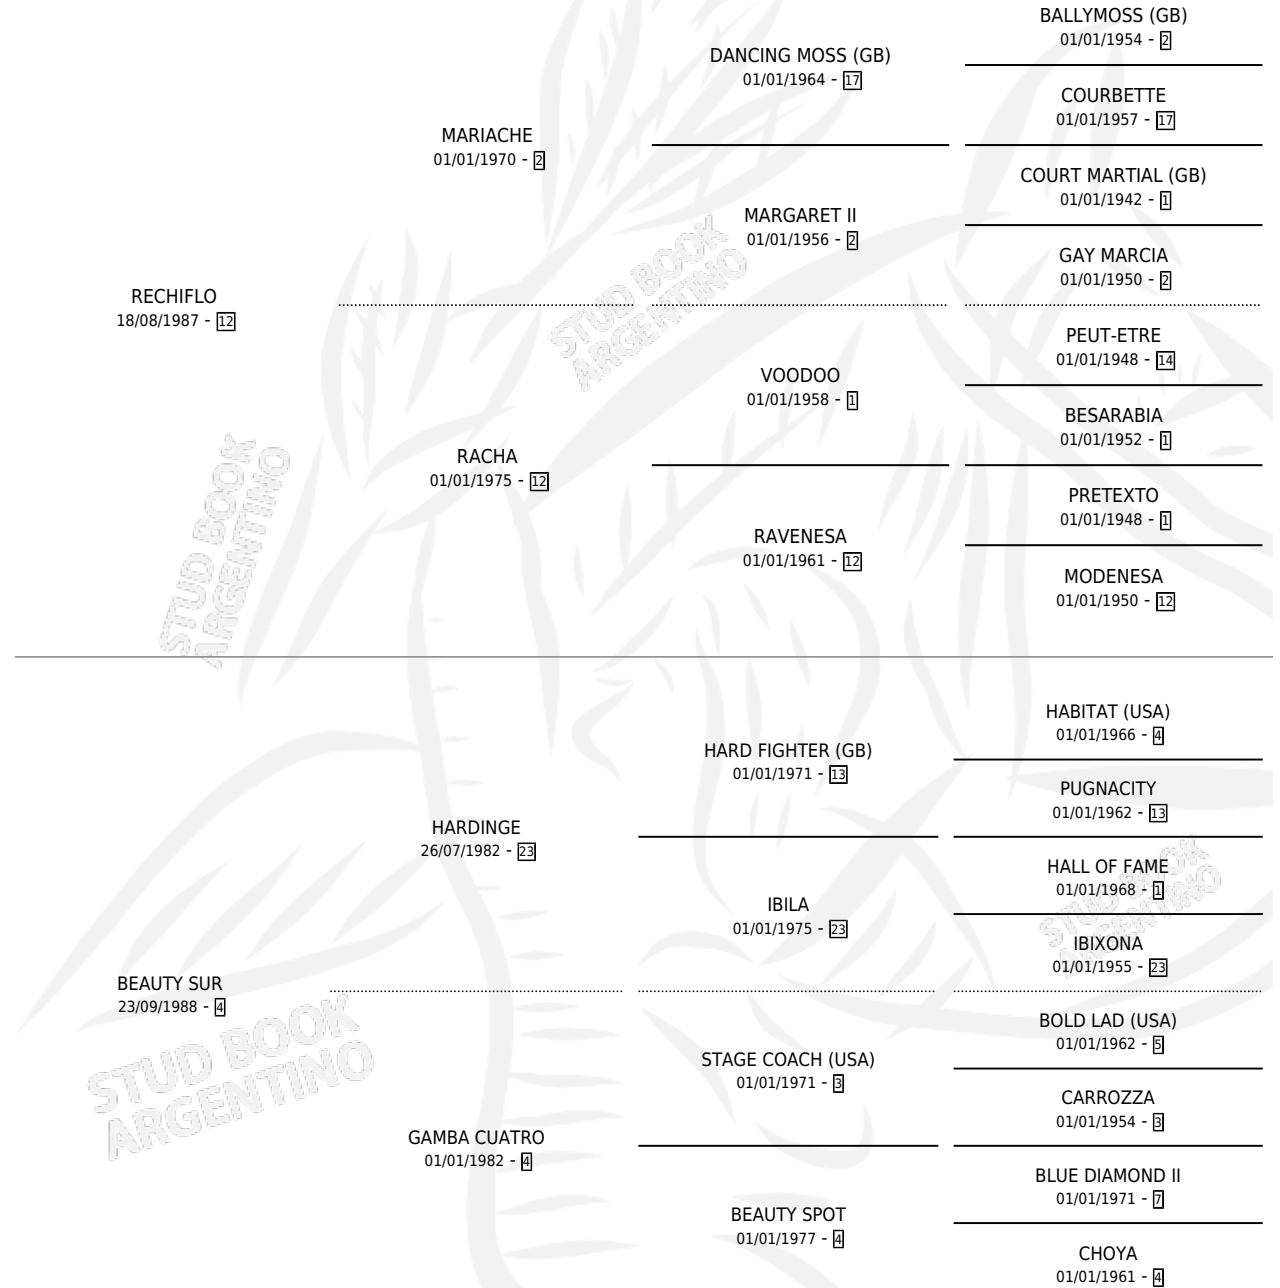 BALLYMOSS (GB)
01/01/1954 - 2
DANCING MOSS (GB)
01/01/1964 - 17
COURBETTE
01/01/1957 - 17
MARIACHE
01/01/1970 - 2
COURT MARTIAL (GB)
01/01/1942 - 1
MARGARET II
01/01/1956 - 2
GAY MARCIA
01/01/1950 - 2
RECHIFLO
18/08/1987 - 12
PEUT-ETRE
01/01/1948 - 14
VOODOO
01/01/1958 - 1
BESARABIA
01/01/1952 - 1
RACHA
01/01/1975 - 12
PRETEXTO
01/01/1948 - 1
RAVENESA
01/01/1961 - 12
MODENESA
01/01/1950 - 12
HABITAT (USA)
01/01/1966 - 4
HARD FIGHTER (GB)
01/01/1971 - 13
PUGNACITY
01/01/1962 - 13
HARDINGE
26/07/1982 - 23
HALL OF FAME
01/01/1968 - 1
IBILA
01/01/1975 - 23
IBIXONA
01/01/1955 - 23
BEAUTY SUR
23/09/1988 - 4
BOLD LAD (USA)
01/01/1962 - 5
STAGE COACH (USA)
01/01/1971 - 3
CARROZZA
01/01/1954 - 3
GAMBA CUATRO
01/01/1982 - 4
BLUE DIAMOND II
01/01/1971 - 7
BEAUTY SPOT
01/01/1977 - 4
CHOYA
01/01/1961 - 4
STUD BOOK
ARGENTINO
STUD BOOK
ARGENTINO
STUD BOOK
ARGENTINO
STUD BOOK
ARGENTINO